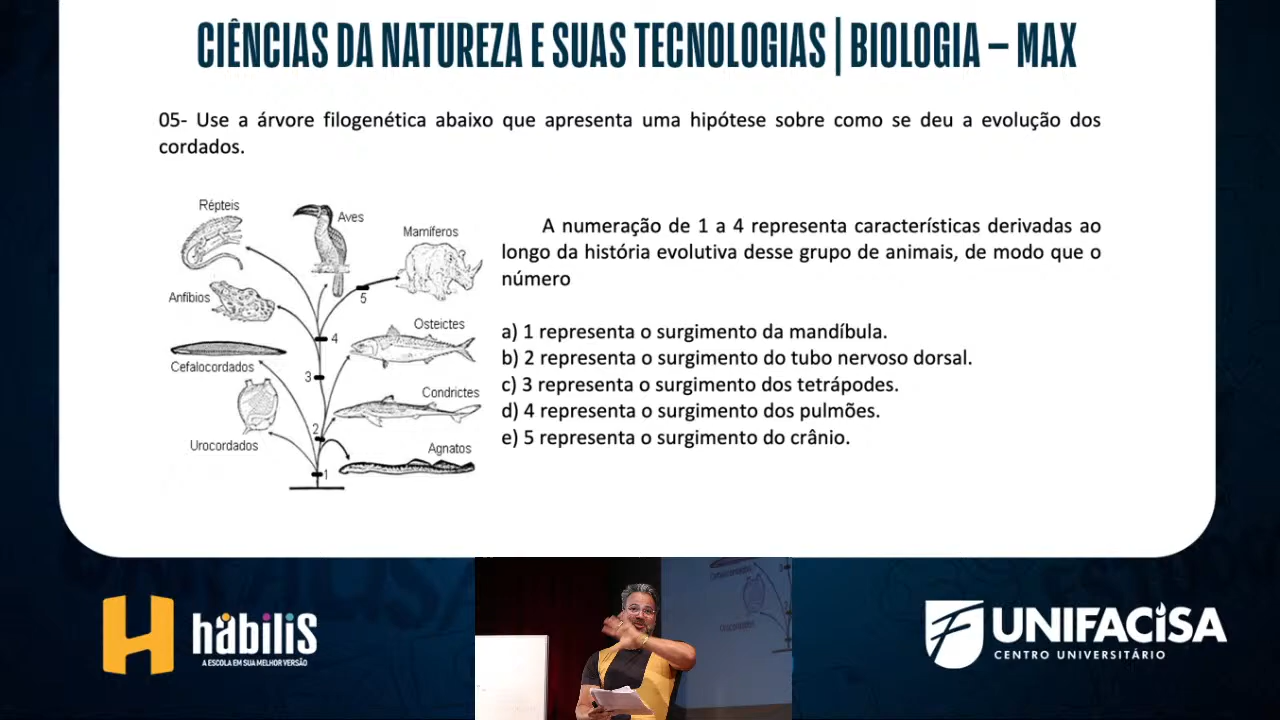 CIÊNCIAS DA NATUREZA E SUAS TECNOLOGIAS | BIOLOGIA – MAX
05- Use a árvore filogenética abaixo que apresenta uma hipótese sobre como se deu a evolução dos
cordados.
Répteis
Aves
Mamíferos
5
Anfíbios
4
Osteictes
Cefalocordados
3
Condrictes
2
Urocordados
Agnatos
1
A numeração de 1 a 4 representa características derivadas ao
longo da história evolutiva desse grupo de animais, de modo que o
número
a) 1 representa o surgimento da mandíbula.
b) 2 representa o surgimento do tubo nervoso dorsal.
c) 3 representa o surgimento dos tetrápodes.
d) 4 representa o surgimento dos pulmões.
e) 5 representa o surgimento do crânio.
H hábilis
A ESCOLA EM SUA MELHOR VERSÃO
UNIFACISA
CENTRO UNIVERSITÁRIO